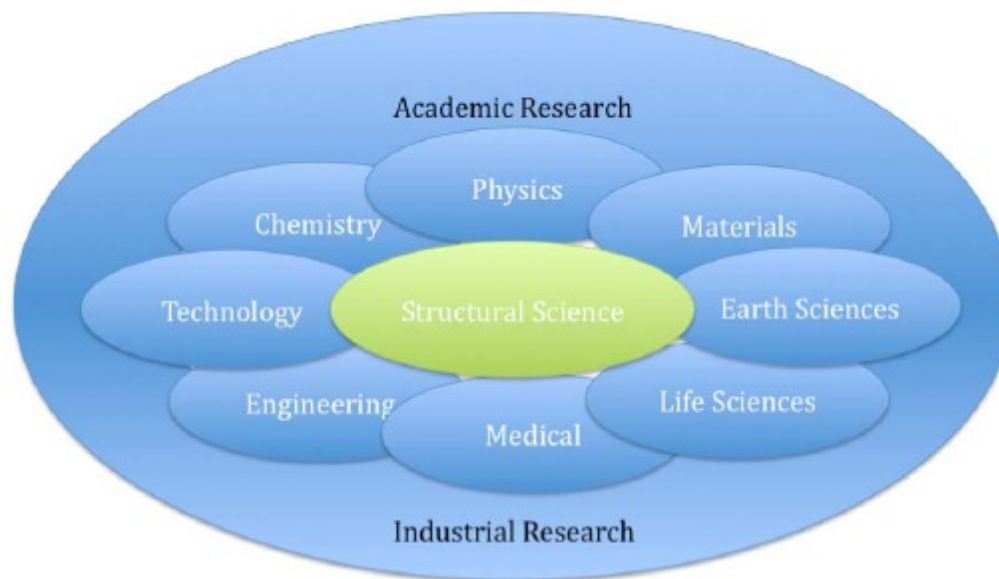 Academic Research
Physics
Chemistry
Materials
Technology
Structural Science
Earth Sciences
Engineering
Life Sciences
Medical
Industrial Research